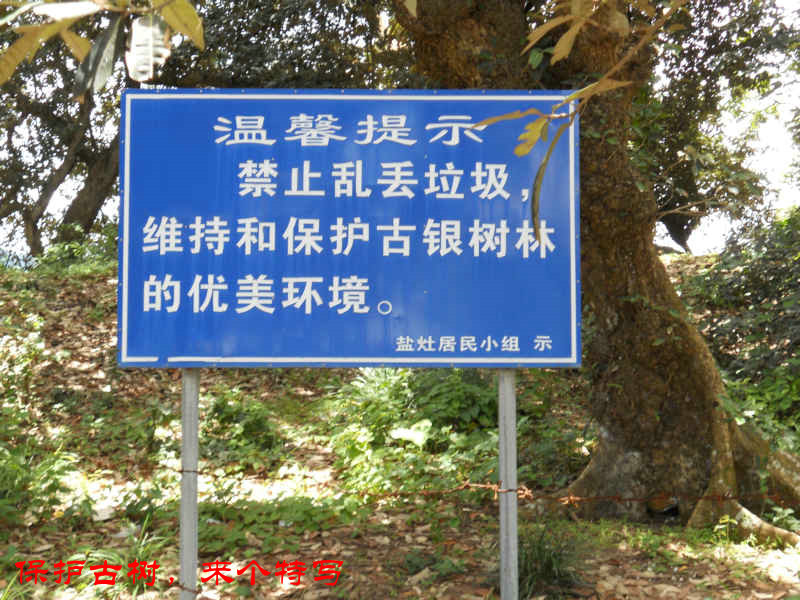 温馨提示
禁止乱丢垃圾,
维持和保护古银树林
的优美环境。
盐灶居民小组 示
保护古树，来个特写